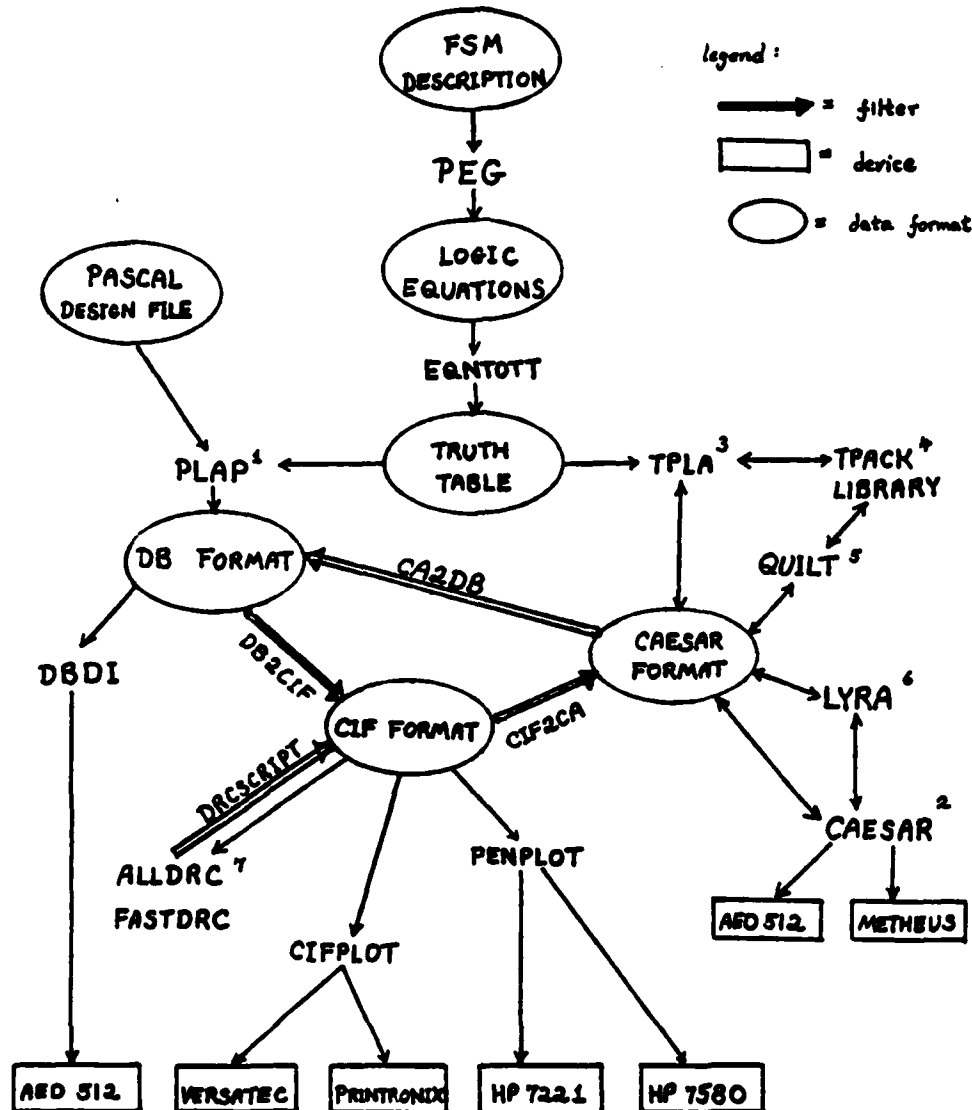 FSM
DESCRIPTION
legend :
= filter
= device
= data format
PEG
LOGIC
EQUATIONS
PASCAL
DESIGN FILE
EQNTOTT
TRUTH
TABLE
PLAP 1
TPLA 3
TPACK 4
LIBRARY
DB FORMAT
CA2DB
QUILT 5
CAESAR
FORMAT
DBDI
DB2CIF
CIF FORMAT
CIF2CA
LYRA 6
DRCSCRIPT
CAESAR 2
ALLDRC 7
FASTDRC
PENPLOT
AED 512
METHEUS
CIFPLOT
AED 512
VERSATEC
PRINTRONIX
HP 7221
HP 7580